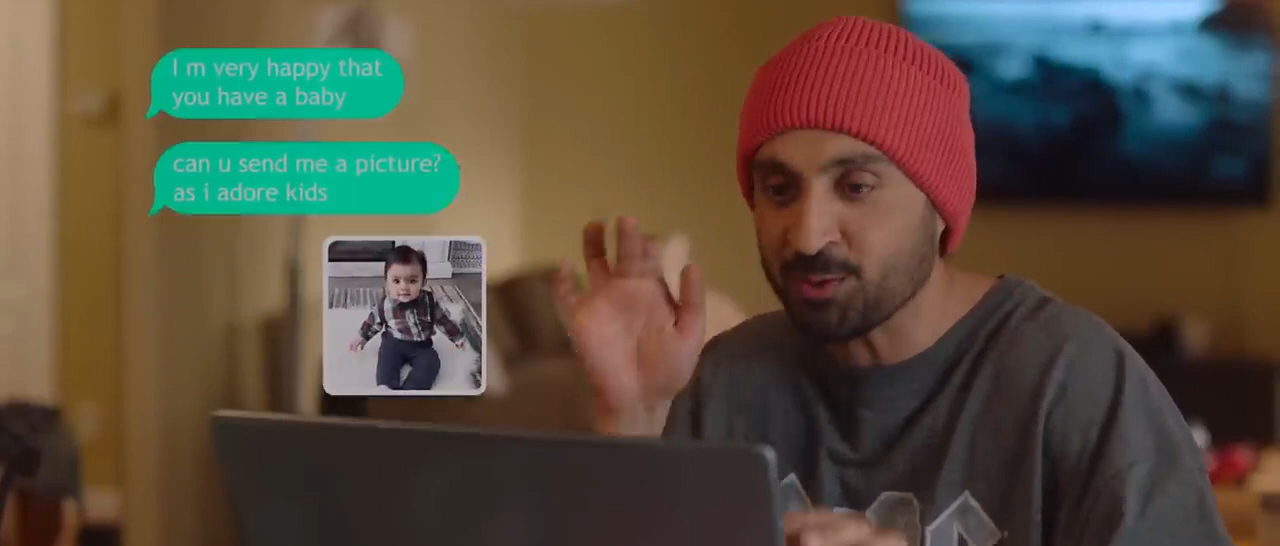 I m very happy that
you have a baby
can u send me a picture?
as i adore kids